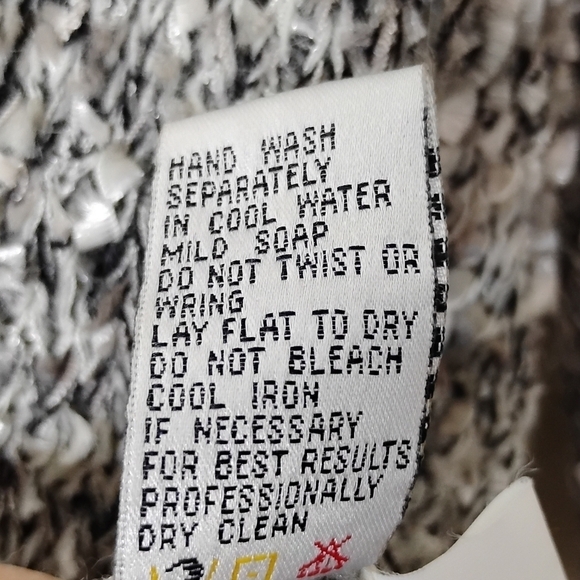 HAND WASH
SEPARATELY
IN COOL WATER
MILD SOAP
DO NOT TWIST OR
WRING
LAY FLAT TO DRY
DO NOT BLEACH
COOL IRON
IF NECESSARY
FOR BEST RESULTS
PROFESSIONALLY
DRY CLEAN